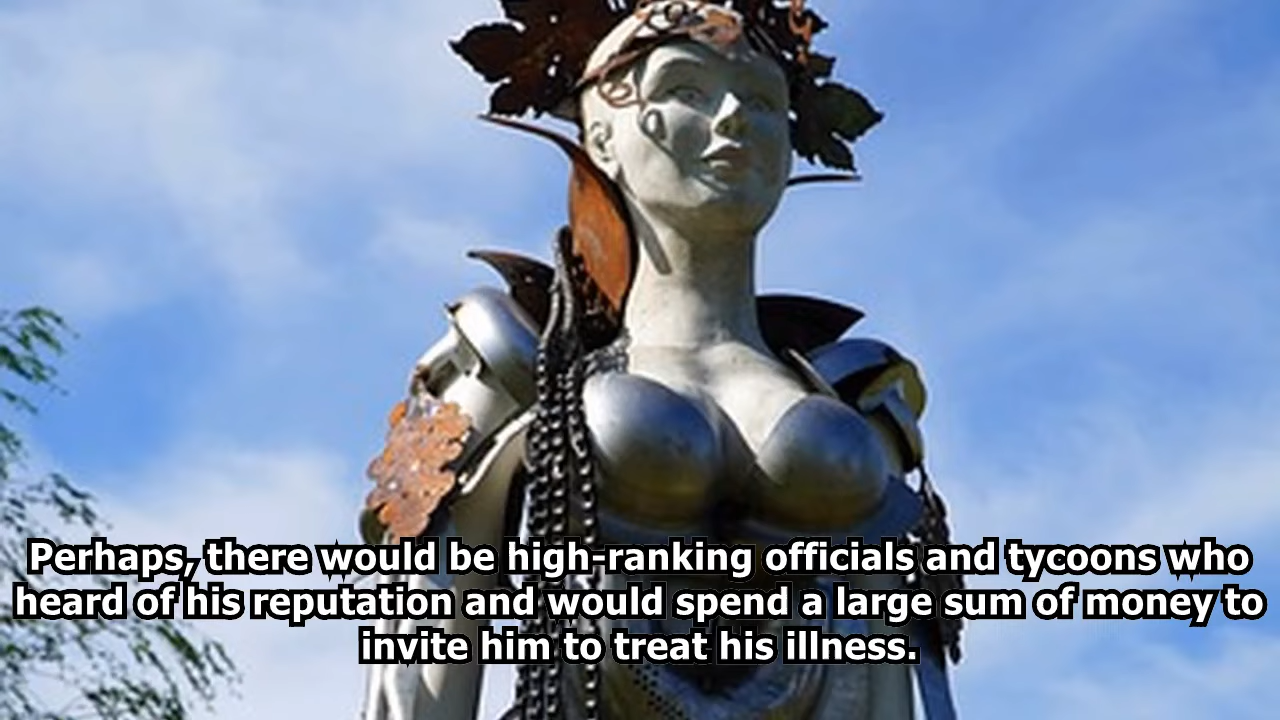 Perhaps, there would be high-ranking officials and tycoons who
heard of his reputation and would spend a large sum of money to
invite him to treat his illness.